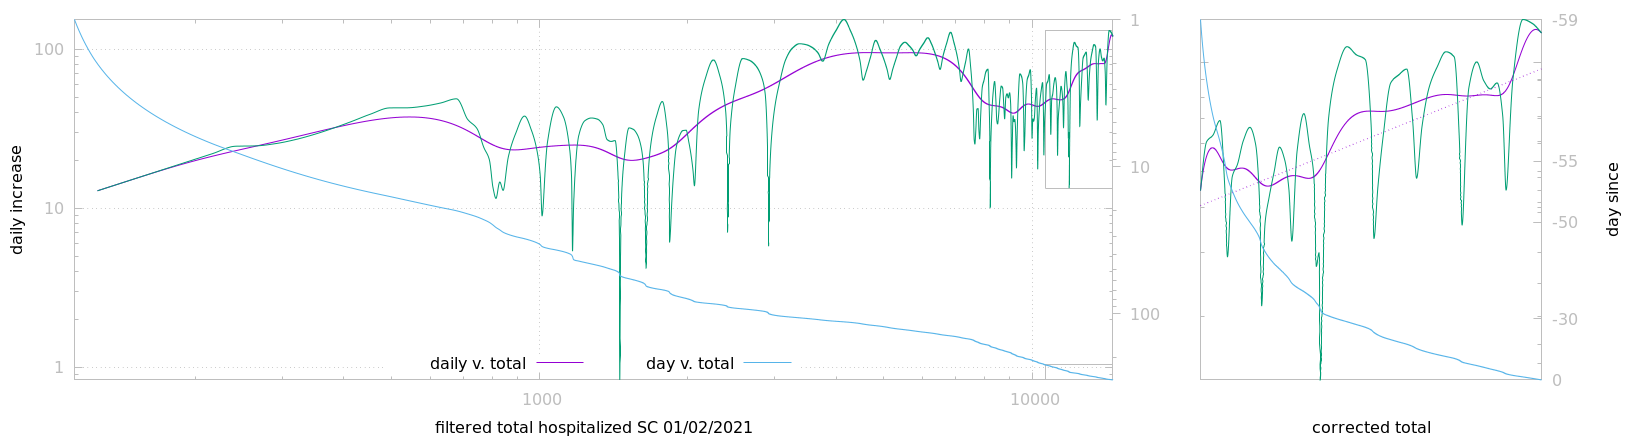 100
10
1
daily increase
daily v. total
day v. total
1000
10000
filtered total hospitalized SC 01/02/2021
1
10
100
-59
-55
-50
-30
0
day since
corrected total